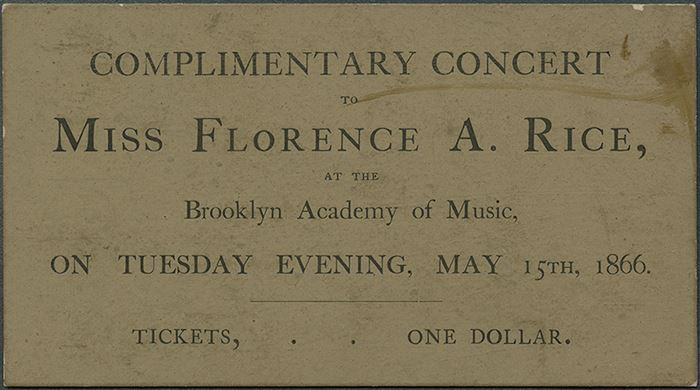 COMPLIMENTARY CONCERT
TO
MISS FLORENCE A. RICE,
AT THE
Brooklyn Academy of Music,
ON TUESDAY EVENING, MAY 15TH, 1866.
TICKETS, . . ONE DOLLAR.